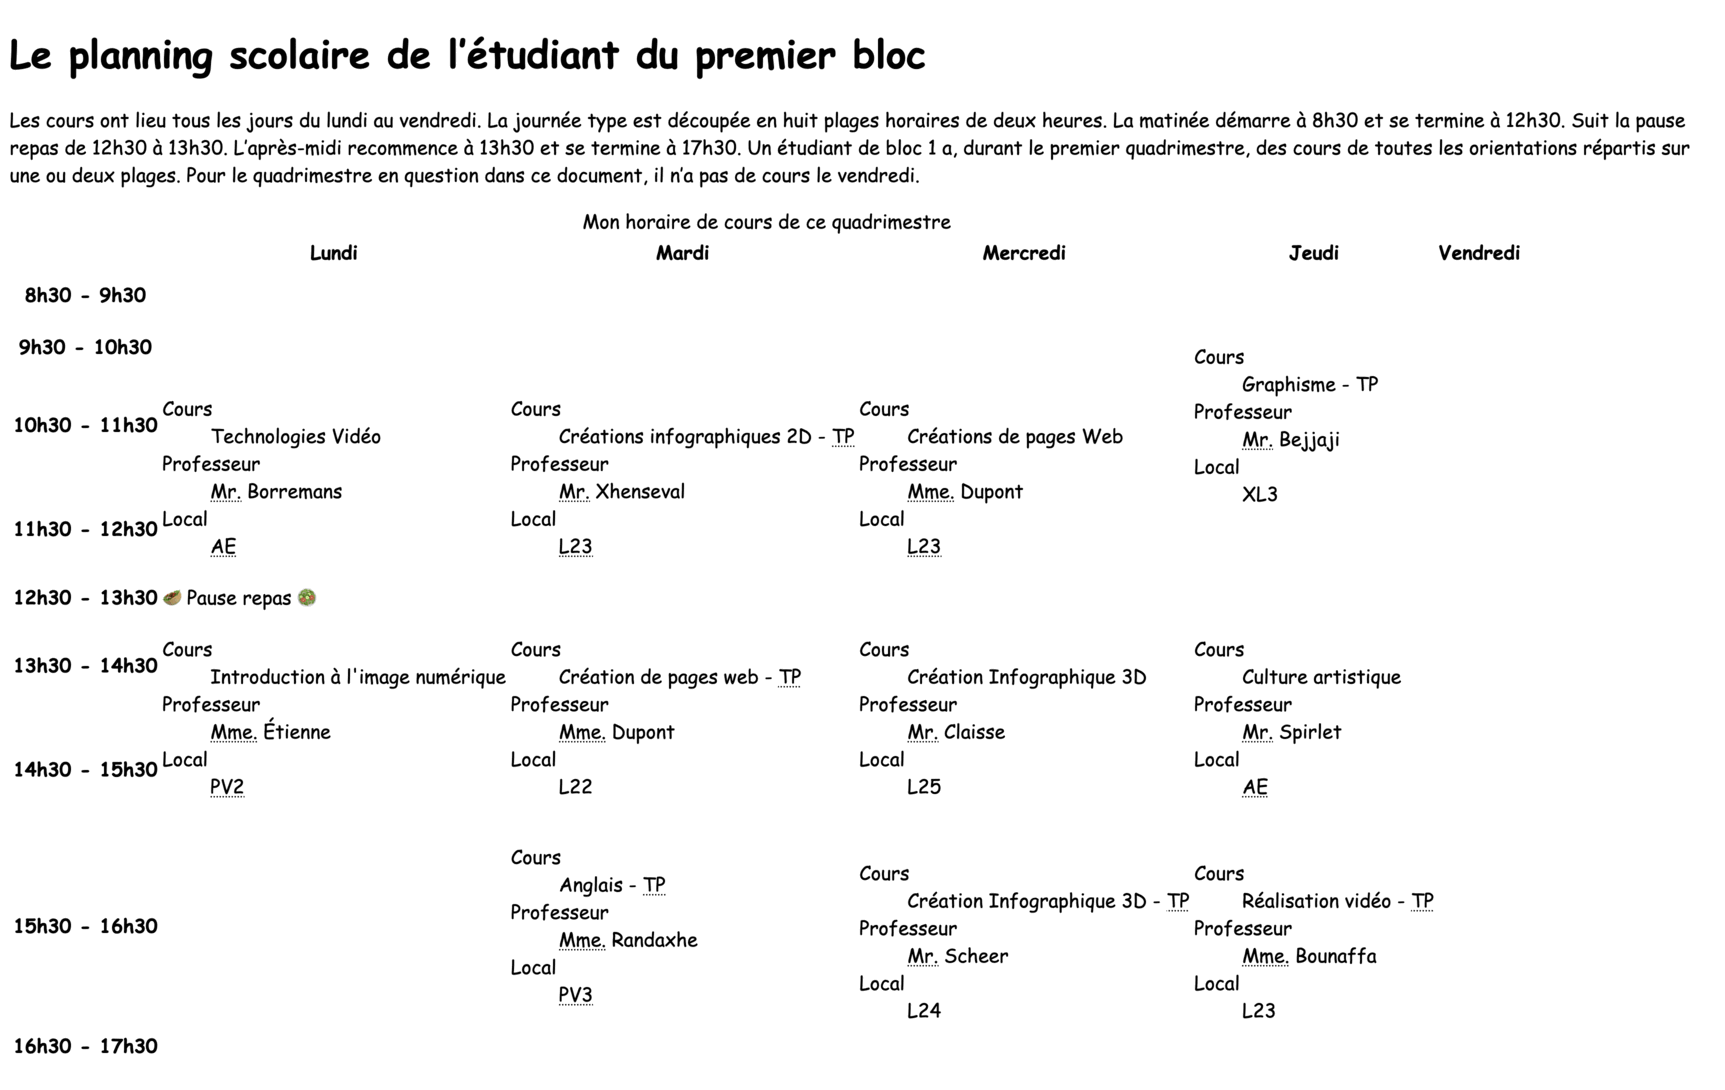 Le planning scolaire de l’étudiant du premier bloc
Les cours ont lieu tous les jours du lundi au vendredi. La journée type est découpée en huit plages horaires de deux heures. La matinée démarre à 8h30 et se termine à 12h30. Suit la pause
repas de 12h30 à 13h30. L’après-midi recommence à 13h30 et se termine à 17h30. Un étudiant de bloc 1 a, durant le premier quadrimestre, des cours de toutes les orientations répartis sur
une ou deux plages. Pour le quadrimestre en question dans ce document, il n’a pas de cours le vendredi.
Mon horaire de cours de ce quadrimestre
Lundi Mardi Mercredi Jeudi Vendredi
8h30 - 9h30
9h30 - 10h30
Cours
Graphisme - TP
Professeur
Mr. Bejjaji
Local
XL3
10h30 - 11h30
Cours
Technologies Vidéo
Professeur
Mr. Borremans
Local
AE
Cours
Créations infographiques 2D - TP
Professeur
Mr. Xhenseval
Local
L23
Cours
Créations de pages Web
Professeur
Mme. Dupont
Local
L23
11h30 - 12h30
12h30 - 13h30 🥙 Pause repas 🥗
13h30 - 14h30
Cours
Introduction à l'image numérique
Professeur
Mme. Étienne
Local
PV2
Cours
Création de pages web - TP
Professeur
Mme. Dupont
Local
L22
Cours
Création Infographique 3D
Professeur
Mr. Claisse
Local
L25
Cours
Culture artistique
Professeur
Mr. Spirlet
Local
AE
14h30 - 15h30
15h30 - 16h30
Cours
Anglais - TP
Professeur
Mme. Randaxhe
Local
PV3
Cours
Création Infographique 3D - TP
Professeur
Mr. Scheer
Local
L24
Cours
Réalisation vidéo - TP
Professeur
Mme. Bounaffa
Local
L23
16h30 - 17h30